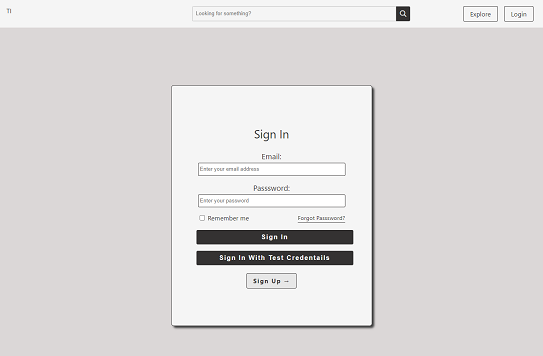 TI
Looking for something?
Explore
Login
Sign In
Email:
Enter your email address
Passsword:
Enter your password
Remember me
Forgot Passsword?
Sign In
Sign In With Test Credentails
Sign Up →